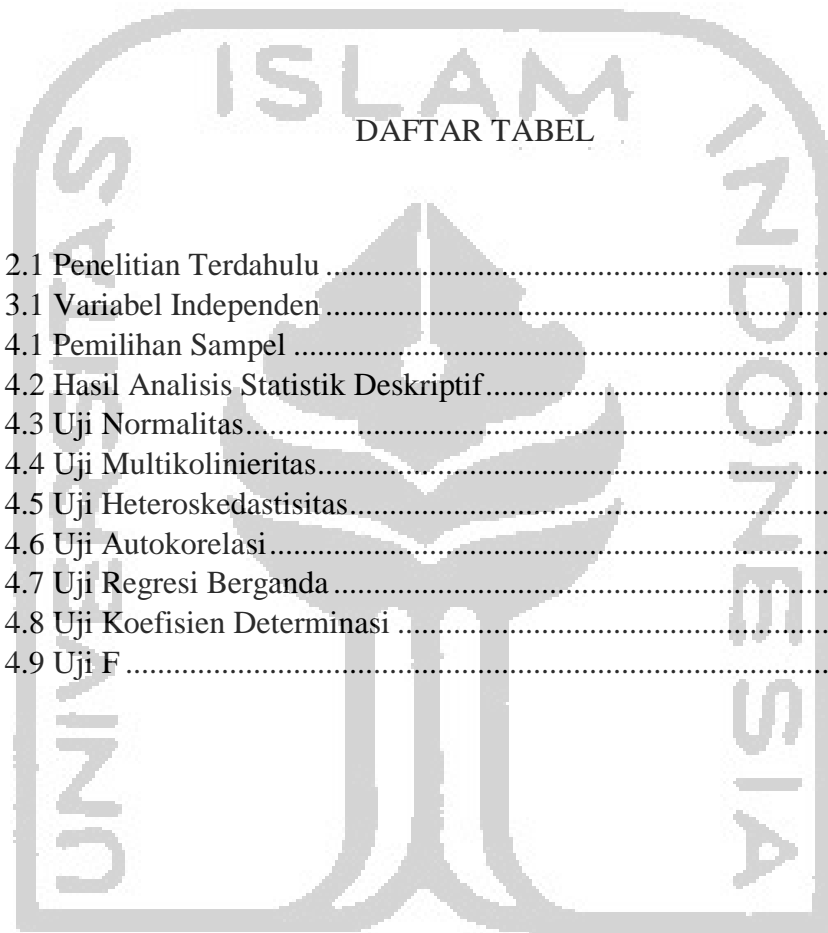 ISLAM
UNIVERSITAS
INDONESIA
DAFTAR TABEL
2.1 Penelitian Terdahulu ................................................................
3.1 Variabel Independen ................................................................
4.1 Pemilihan Sampel ....................................................................
4.2 Hasil Analisis Statistik Deskriptif............................................
4.3 Uji Normalitas..........................................................................
4.4 Uji Multikolinieritas.................................................................
4.5 Uji Heteroskedastisitas.............................................................
4.6 Uji Autokorelasi.......................................................................
4.7 Uji Regresi Berganda ...............................................................
4.8 Uji Koefisien Determinasi .......................................................
4.9 Uji F .........................................................................................